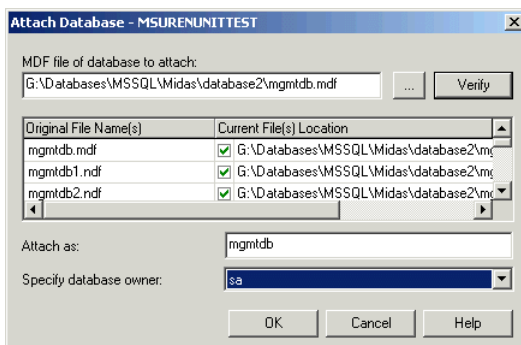 Attach Database - MSURENUNITTEST
MDF file of database to attach:
G:\Databases\MSSQL\Midas\database2\mgmtdb.mdf ... Verify
Original File Name(s) Current File(s) Location
mgmtdb.mdf G:\Databases\MSSQL\Midas\database2\
mgmtdb1.ndf G:\Databases\MSSQL\Midas\database2\
mgmtdb2.ndf G:\Databases\MSSQL\Midas\database2\
Attach as: mgmtdb
Specify database owner: sa
OK Cancel Help